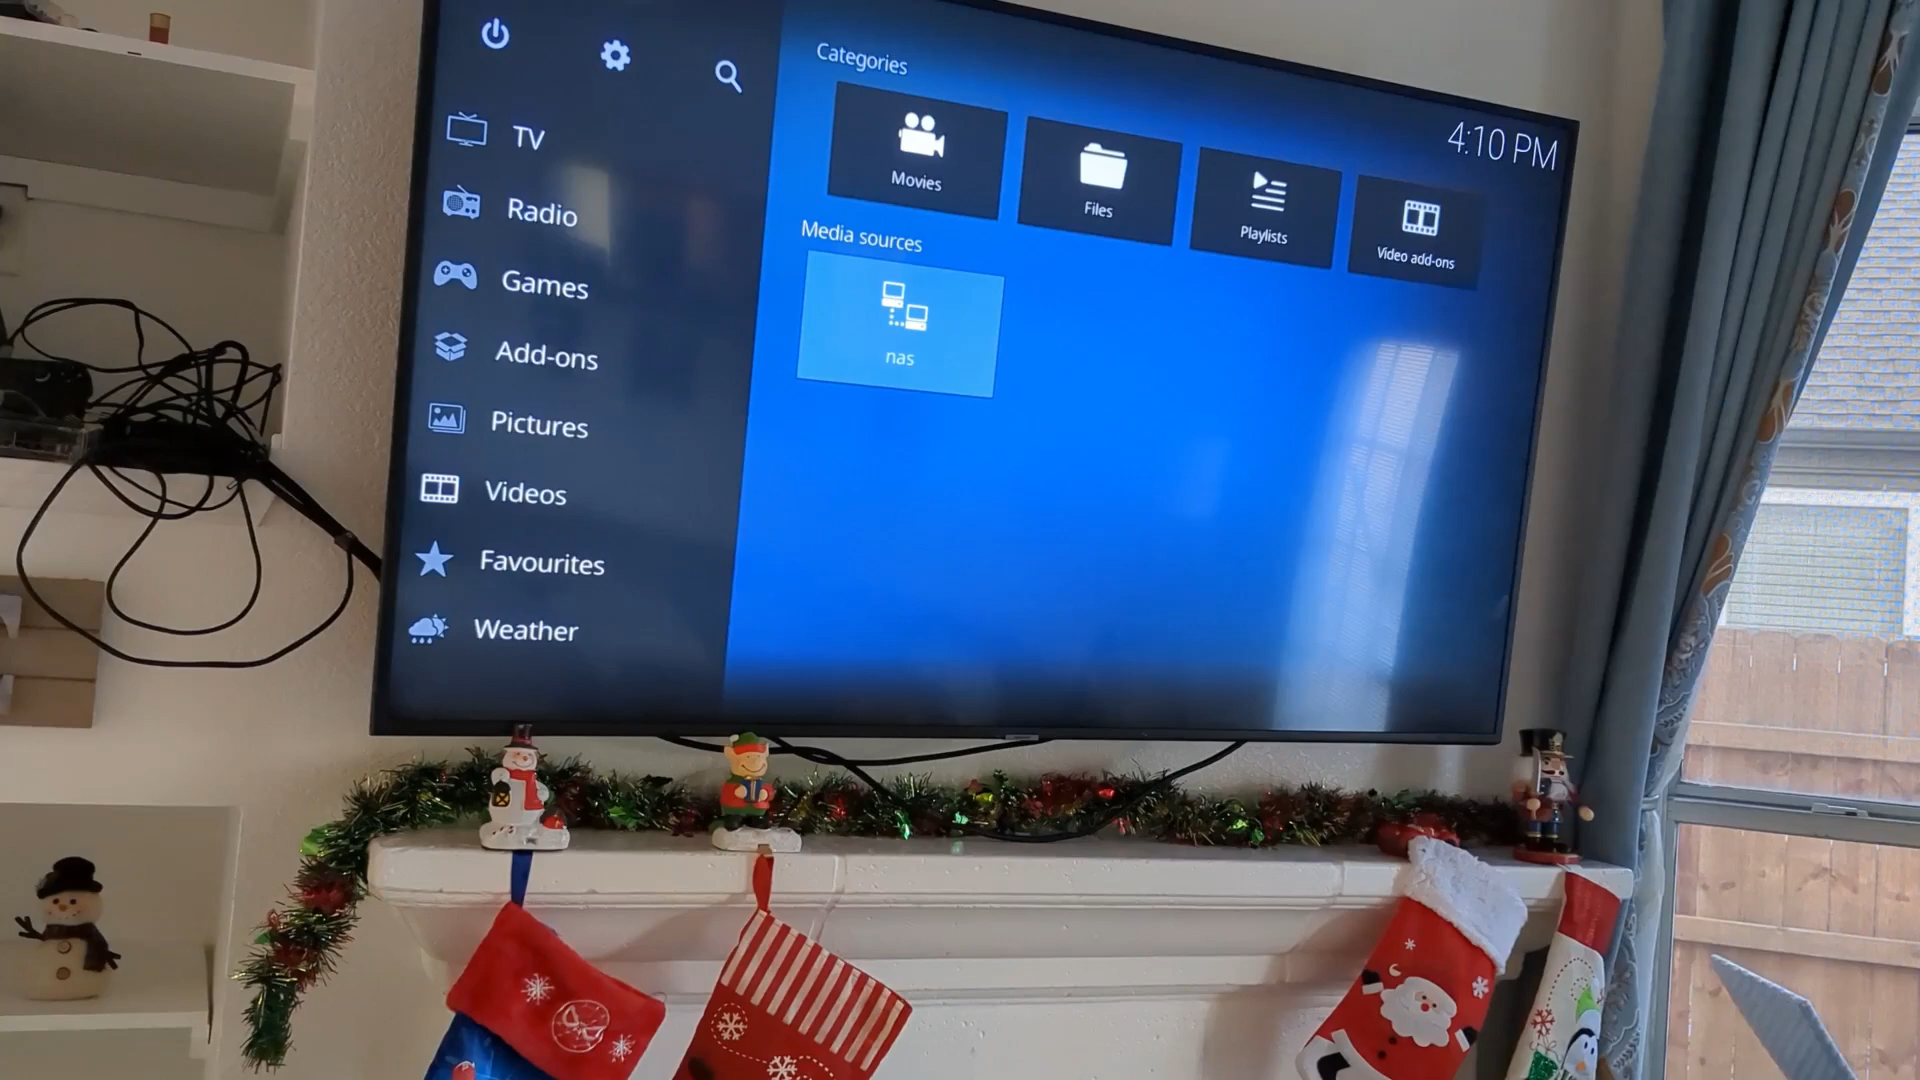 TV
Radio
Games
Add-ons
Pictures
Videos
Favourites
Weather
Categories
4:10 PM
Movies
Files
Playlists
Video add-ons
Media sources
nas